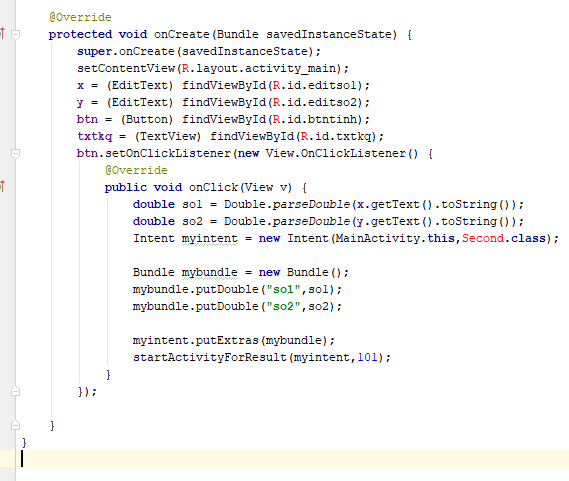 @Override
protected void onCreate(Bundle savedInstanceState) {
super.onCreate(savedInstanceState);
setContentView(R.layout.activity_main);
x = (EditText) findViewById(R.id.editso1);
y = (EditText) findViewById(R.id.editso2);
btn = (Button) findViewById(R.id.btntinh);
txtkq = (TextView) findViewById(R.id.txtkq);
btn.setOnClickListener(new View.OnClickListener() {
@Override
public void onClick(View v) {
double so1 = Double.parseDouble(x.getText().toString());
double so2 = Double.parseDouble(y.getText().toString());
Intent myintent = new Intent(MainActivity.this,Second.class);
Bundle mybundle = new Bundle();
mybundle.putDouble("so1",so1);
mybundle.putDouble("so2",so2);
myintent.putExtras(mybundle);
startActivityForResult(myintent,101);
}
});
}
}